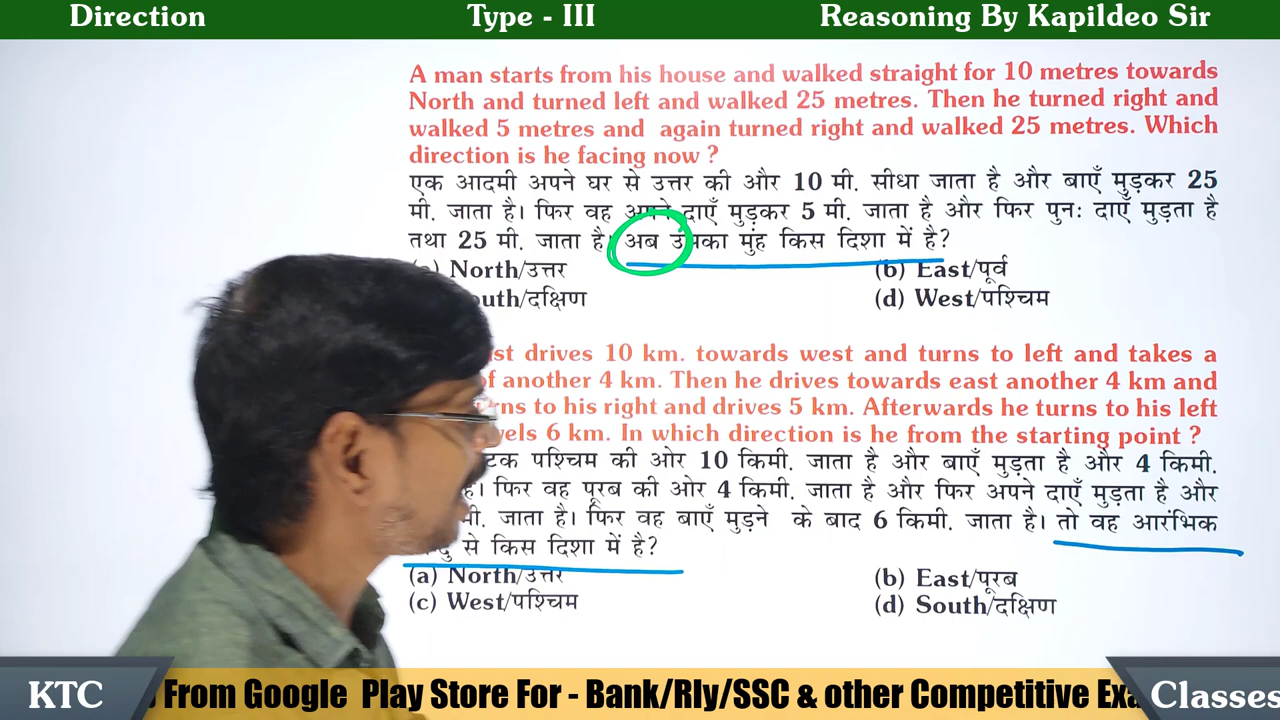 Direction Type - III Reasoning By Kapildeo Sir
A man starts from his house and walked straight for 10 metres towards
North and turned left and walked 25 metres. Then he turned right and
walked 5 metres and again turned right and walked 25 metres. Which
direction is he facing now ?
एक आदमी अपने घर से उत्तर की और 10 मी. सीधा जाता है और बाएँ मुड़कर 25
मी. जाता है। फिर वह अपने दाएँ मुड़कर 5 मी. जाता है और फिर पुनः दाएँ मुड़ता है
तथा 25 मी. जाता है। अब उसका मुंह किस दिशा में है?
North/उत्तर (b) East/पूर्व
दक्षिण (d) West/पश्चिम
drives 10 km. towards west and turns to left and takes a
of another 4 km. Then he drives towards east another 4 km and
to his right and drives 5 km. Afterwards he turns to his left
6 km. In which direction is he from the starting point ?
पश्चिम की ओर 10 किमी. जाता है और बाएँ मुड़ता है और 4 किमी.
फिर वह पूरब की ओर 4 किमी. जाता है और फिर अपने दाएँ मुड़ता है और
मी. जाता है। फिर वह बाएँ मुड़ने के बाद 6 किमी. जाता है। तो वह आरंभिक
से किस दिशा में है?
(a) North/उत्तर (b) East/पूरब
(c) West/पश्चिम (d) South/दक्षिण
KTC From Google Play Store For - Bank/Rly/SSC & other Competitive Classes